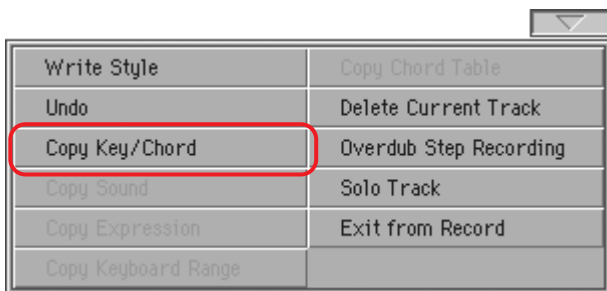 Write Style
Copy Chord Table
Undo
Delete Current Track
Copy Key/Chord
Overdub Step Recording
Copy Sound
Solo Track
Copy Expression
Exit from Record
Copy Keyboard Range